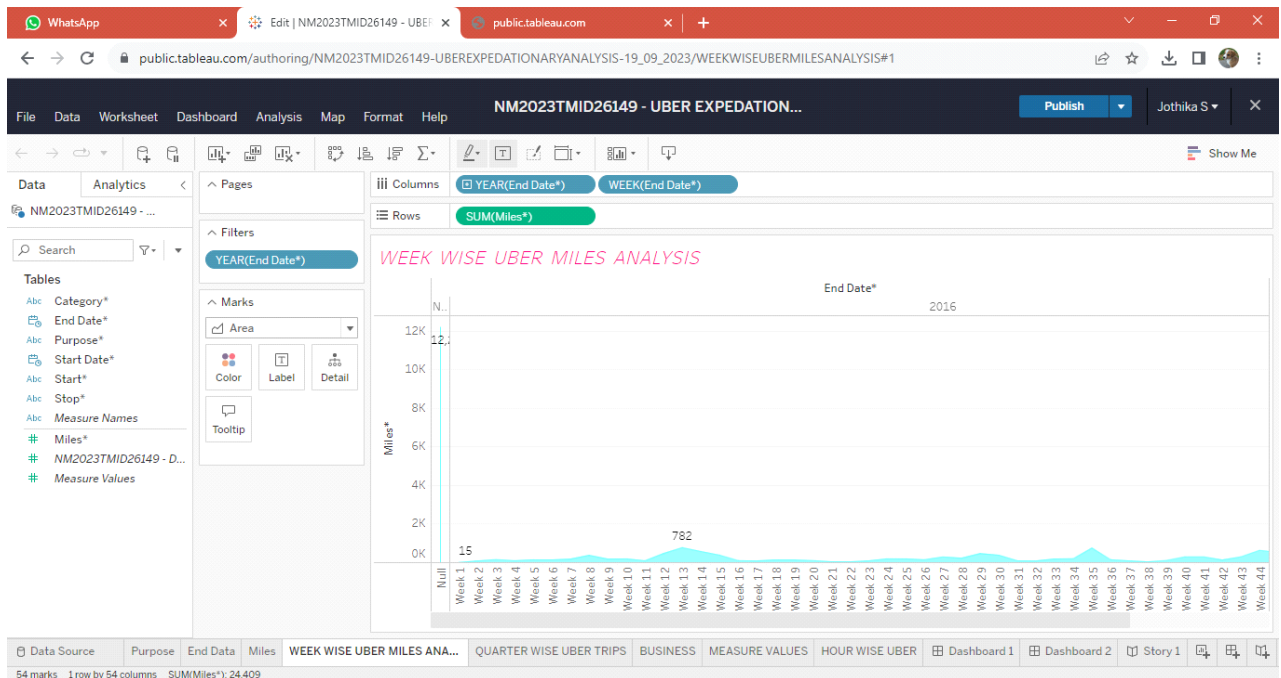 WhatsApp
Edit | NM2023TMID26149 - UBEF
public.tableau.com
public.tableau.com/authoring/NM2023TMID26149-UBEREXPEDATIONARYANALYSIS-19_09_2023/WEEKWISEUBERMILESANALYSIS#1
NM2023TMID26149 - UBER EXPEDATION...
Publish
Jothika S
File Data Worksheet Dashboard Analysis Map Format Help
Show Me
Data Analytics
Pages
Columns
YEAR(End Date*)
WEEK(End Date*)
NM2023TMID26149 - ...
Rows
SUM(Miles*)
Search
Filters
YEAR(End Date*)
Tables
Abc Category*
End Date*
Abc Purpose*
Start Date*
Abc Start*
Abc Stop*
Abc Measure Names
# Miles*
# NM2023TMID26149 - D...
# Measure Values
Marks
Area
Color Label Detail
Tooltip
WEEK WISE UBER MILES ANALYSIS
End Date*
N.. 2016
Miles*
12K
10K
8K
6K
4K
2K
0K
12,
15
782
Null
Week 1
Week 2
Week 3
Week 4
Week 5
Week 6
Week 7
Week 8
Week 9
Week 10
Week 11
Week 12
Week 13
Week 14
Week 15
Week 16
Week 17
Week 18
Week 19
Week 20
Week 21
Week 22
Week 23
Week 24
Week 25
Week 26
Week 27
Week 28
Week 29
Week 30
Week 31
Week 32
Week 33
Week 34
Week 35
Week 36
Week 37
Week 38
Week 39
Week 40
Week 41
Week 42
Week 43
Week 44
Data Source Purpose End Data Miles WEEK WISE UBER MILES ANA... QUARTER WISE UBER TRIPS BUSINESS MEASURE VALUES HOUR WISE UBER Dashboard 1 Dashboard 2 Story 1
54 marks 1 row by 54 columns SUM(Miles*): 24,409